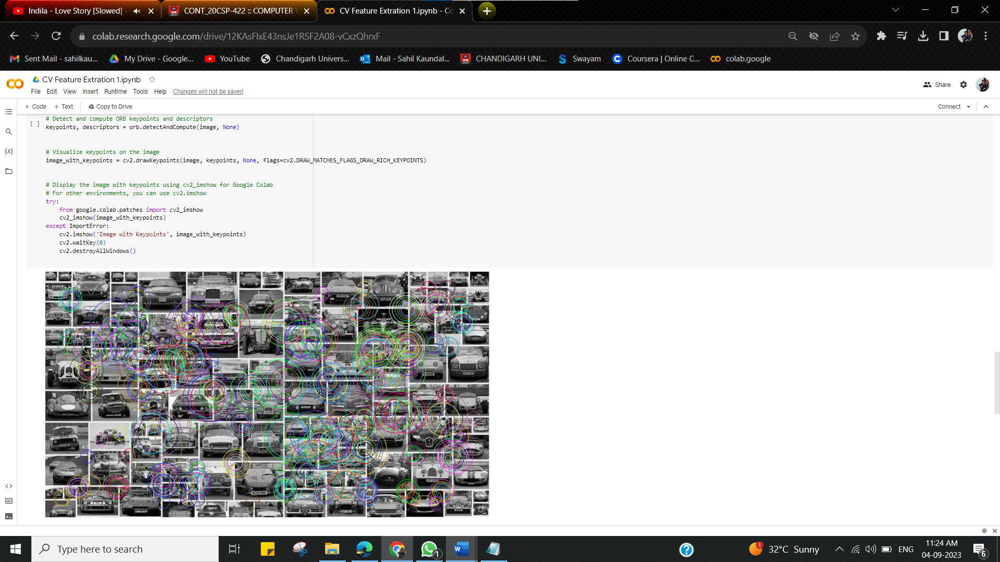 Indila - Love Story [Slowed] -
CONT_20CSP-422 :: COMPUTER V
CV Feature Extration 1.ipynb - Co
colab.research.google.com/drive/12KAsFIxE43nsJe1RSF2A08-vCxzQhrxF
Sent Mail - sahilkau...
My Drive - Google...
YouTube
Chandigarh Univers...
Mail - Sahil Kaundal...
CHANDIGARH UNI...
Swayam
Coursera | Online C...
colab.google
CV Feature Extration 1.ipynb
Share
File Edit View Insert Runtime Tools Help Changes will not be saved
+ Code + Text Copy to Drive
Connect
[ ]
# Detect and compute ORB keypoints and descriptors
keypoints, descriptors = orb.detectAndCompute(image, None)
# Visualize keypoints on the image
image_with_keypoints = cv2.drawKeypoints(image, keypoints, None, flags=cv2.DRAW_MATCHES_FLAGS_DRAW_RICH_KEYPOINTS)
# Display the image with keypoints using cv2_imshow for Google Colab
# For other environments, you can use cv2.imshow
try:
from google.colab.patches import cv2_imshow
cv2_imshow(image_with_keypoints)
except ImportError:
cv2.imshow('Image with Keypoints', image_with_keypoints)
cv2.waitKey(0)
cv2.destroyAllWindows()
Type here to search
1
1
32°C Sunny
ENG
11:24 AM
04-09-2023
6